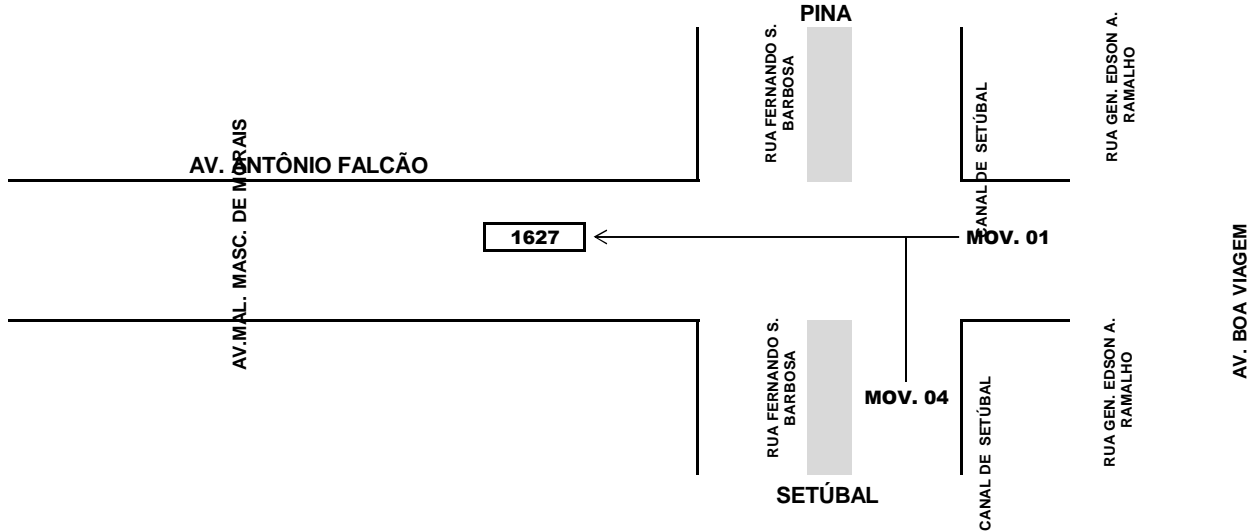 PINA
RUA FERNANDO S.
BARBOSA
CANAL DE SETÚBAL
RUA GEN. EDSON A.
RAMALHO
AV. ANTÔNIO FALCÃO
AV.MAL. MASC. DE MORAIS
1627
MOV. 01
AV. BOA VIAGEM
RUA FERNANDO S.
BARBOSA
MOV. 04
CANAL DE SETÚBAL
RUA GEN. EDSON A.
RAMALHO
SETÚBAL